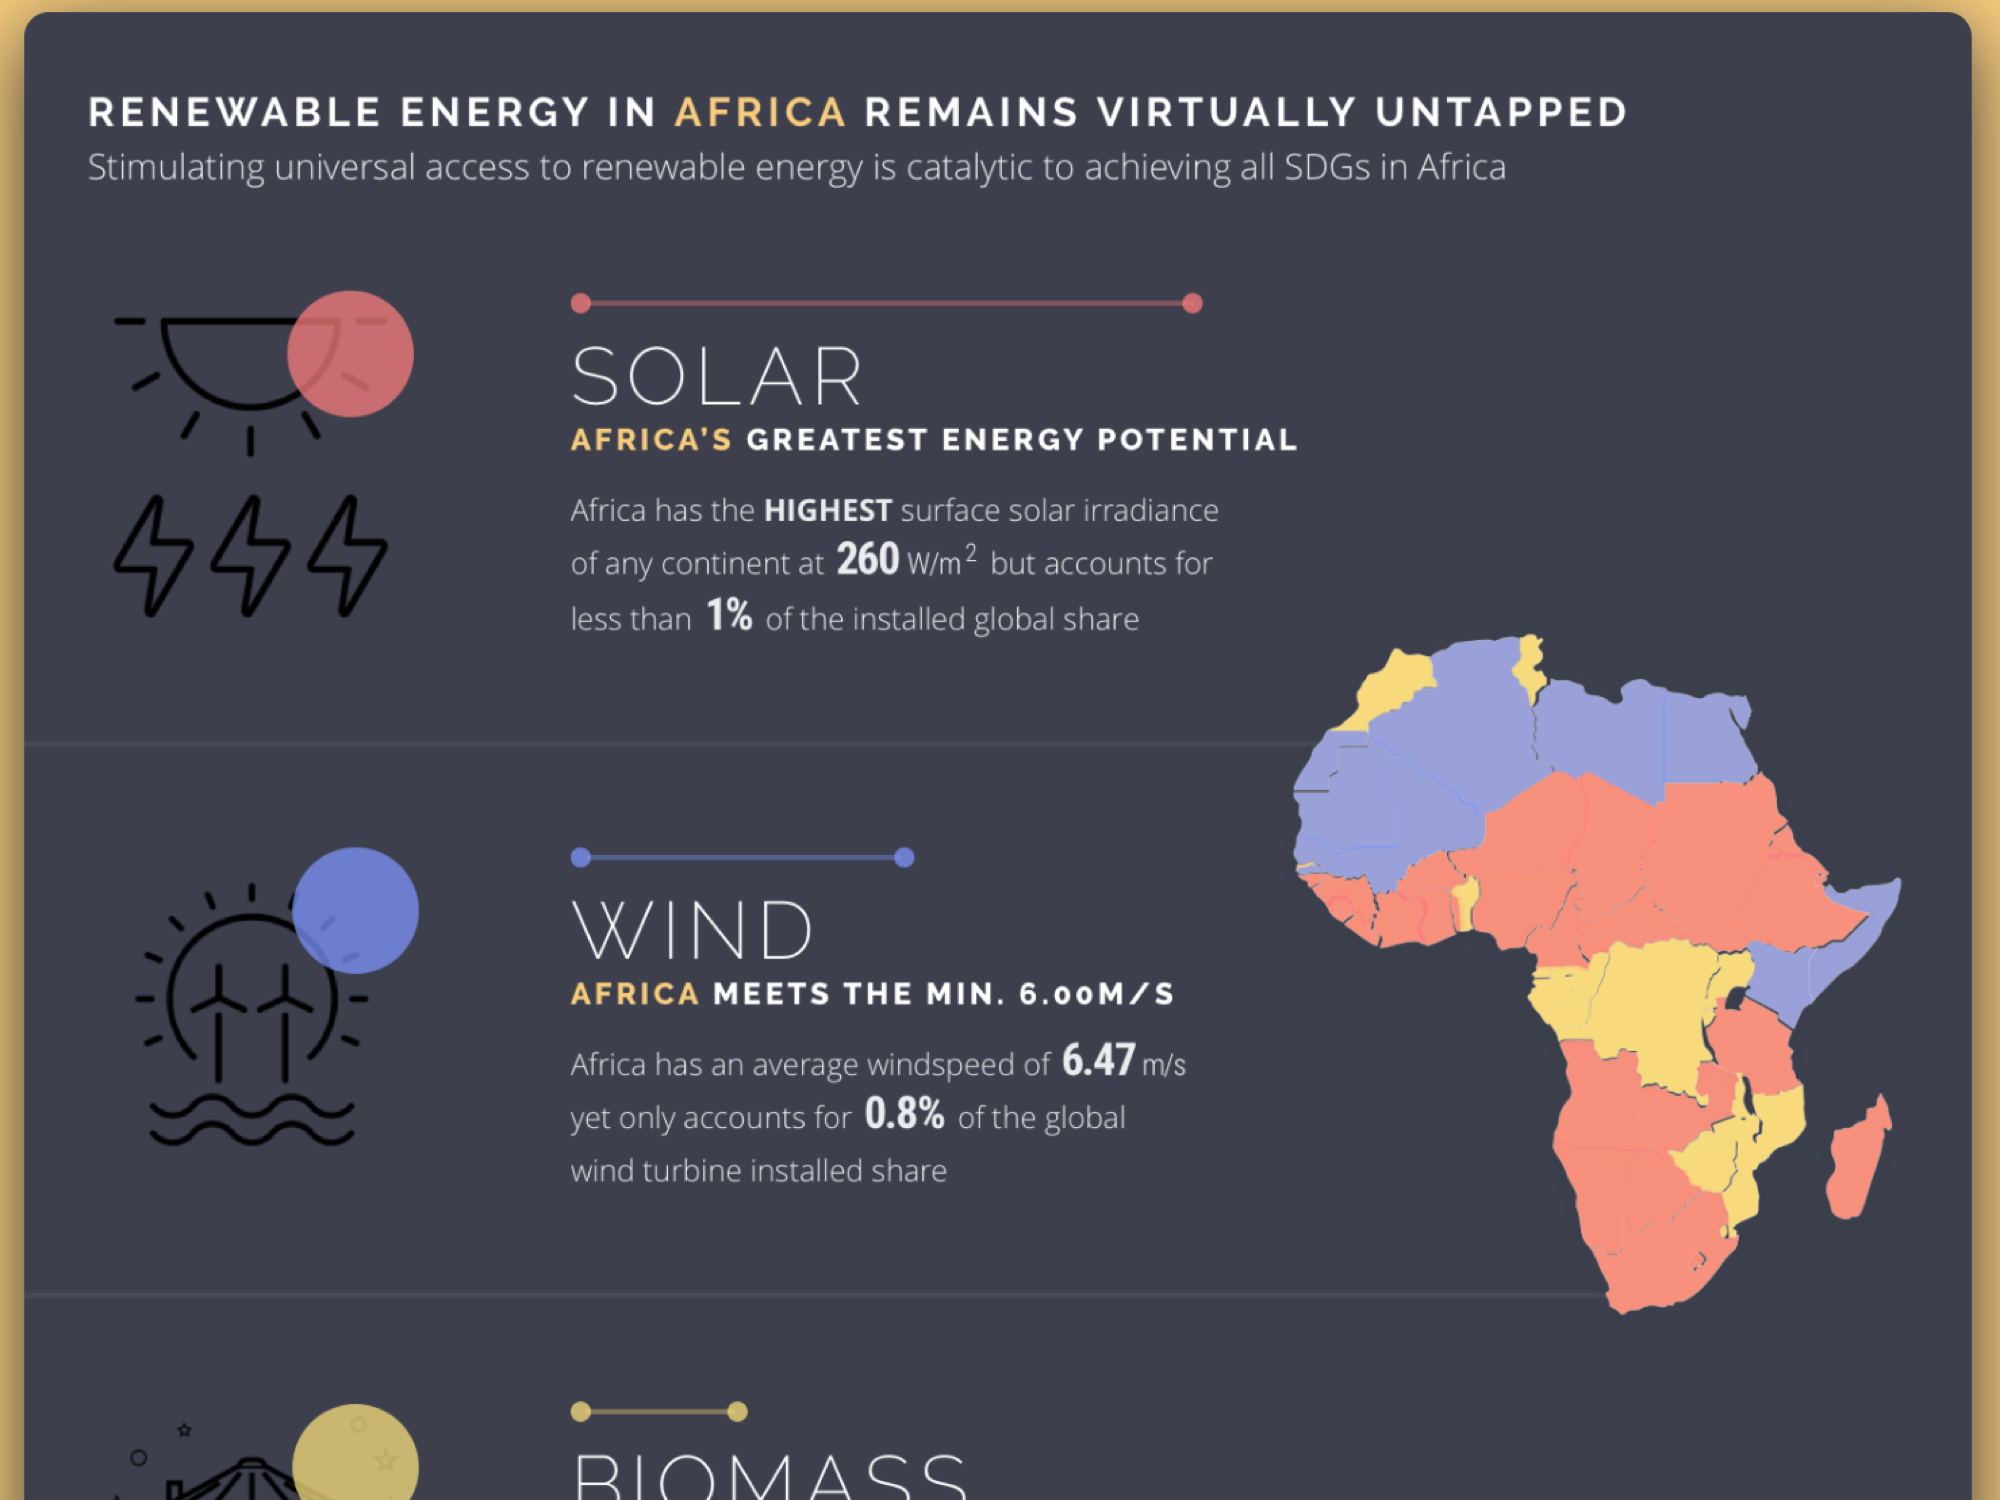 RENEWABLE ENERGY IN AFRICA REMAINS VIRTUALLY UNTAPPED
Stimulating universal access to renewable energy is catalytic to achieving all SDGs in Africa
SOLAR
AFRICA'S GREATEST ENERGY POTENTIAL
Africa has the HIGHEST surface solar irradiance
of any continent at 260 W/m² but accounts for
less than 1% of the installed global share
WIND
AFRICA MEETS THE MIN. 6.00M/S
Africa has an average windspeed of 6.47 m/s
yet only accounts for 0.8% of the global
wind turbine installed share
BIOMASS